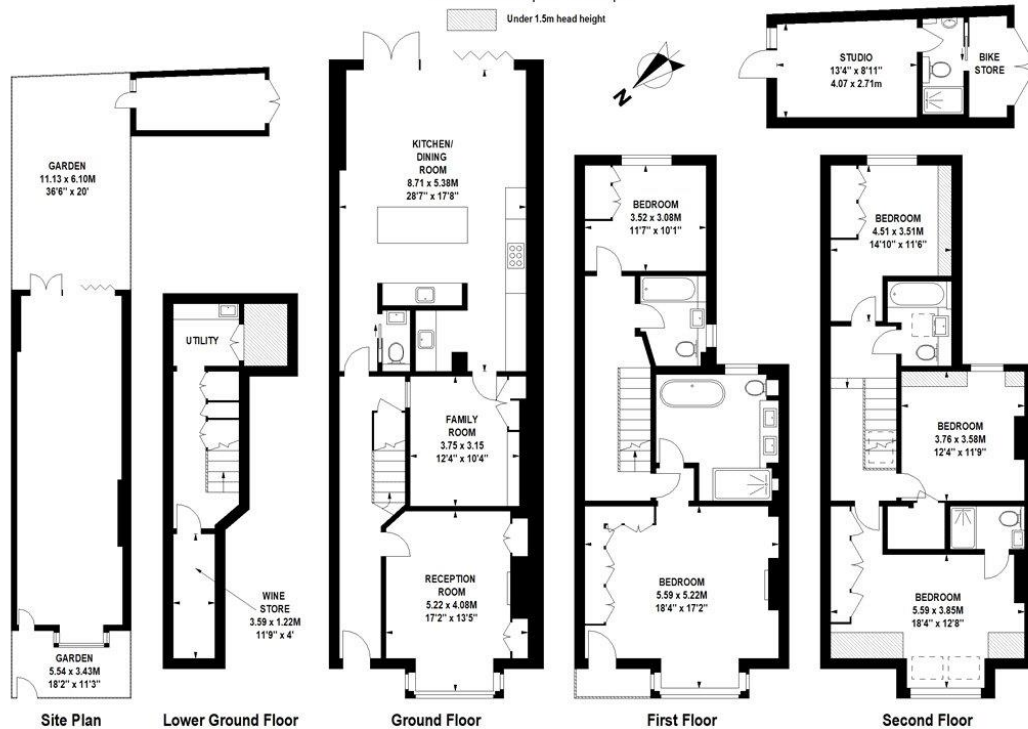 Under 1.5m head height
N
STUDIO
13'4" x 8'11"
4.07 x 2.71m
BIKE
STORE
GARDEN
11.13 x 6.10M
36'6" x 20'
GARDEN
5.54 x 3.43M
18'2" x 11'3"
Site Plan
UTILITY
WINE
STORE
3.59 x 1.22M
11'9" x 4'
Lower Ground Floor
KITCHEN/
DINING
ROOM
8.71 x 5.38M
28'7" x 17'8"
FAMILY
ROOM
3.75 x 3.15
12'4" x 10'4"
RECEPTION
ROOM
5.22 x 4.08M
17'2" x 13'5"
Ground Floor
BEDROOM
3.52 x 3.08M
11'7" x 10'1"
BEDROOM
5.59 x 5.22M
18'4" x 17'2"
First Floor
BEDROOM
4.51 x 3.51M
14'10" x 11'6"
BEDROOM
3.76 x 3.58M
12'4" x 11'9"
BEDROOM
5.59 x 3.85M
18'4" x 12'8"
Second Floor